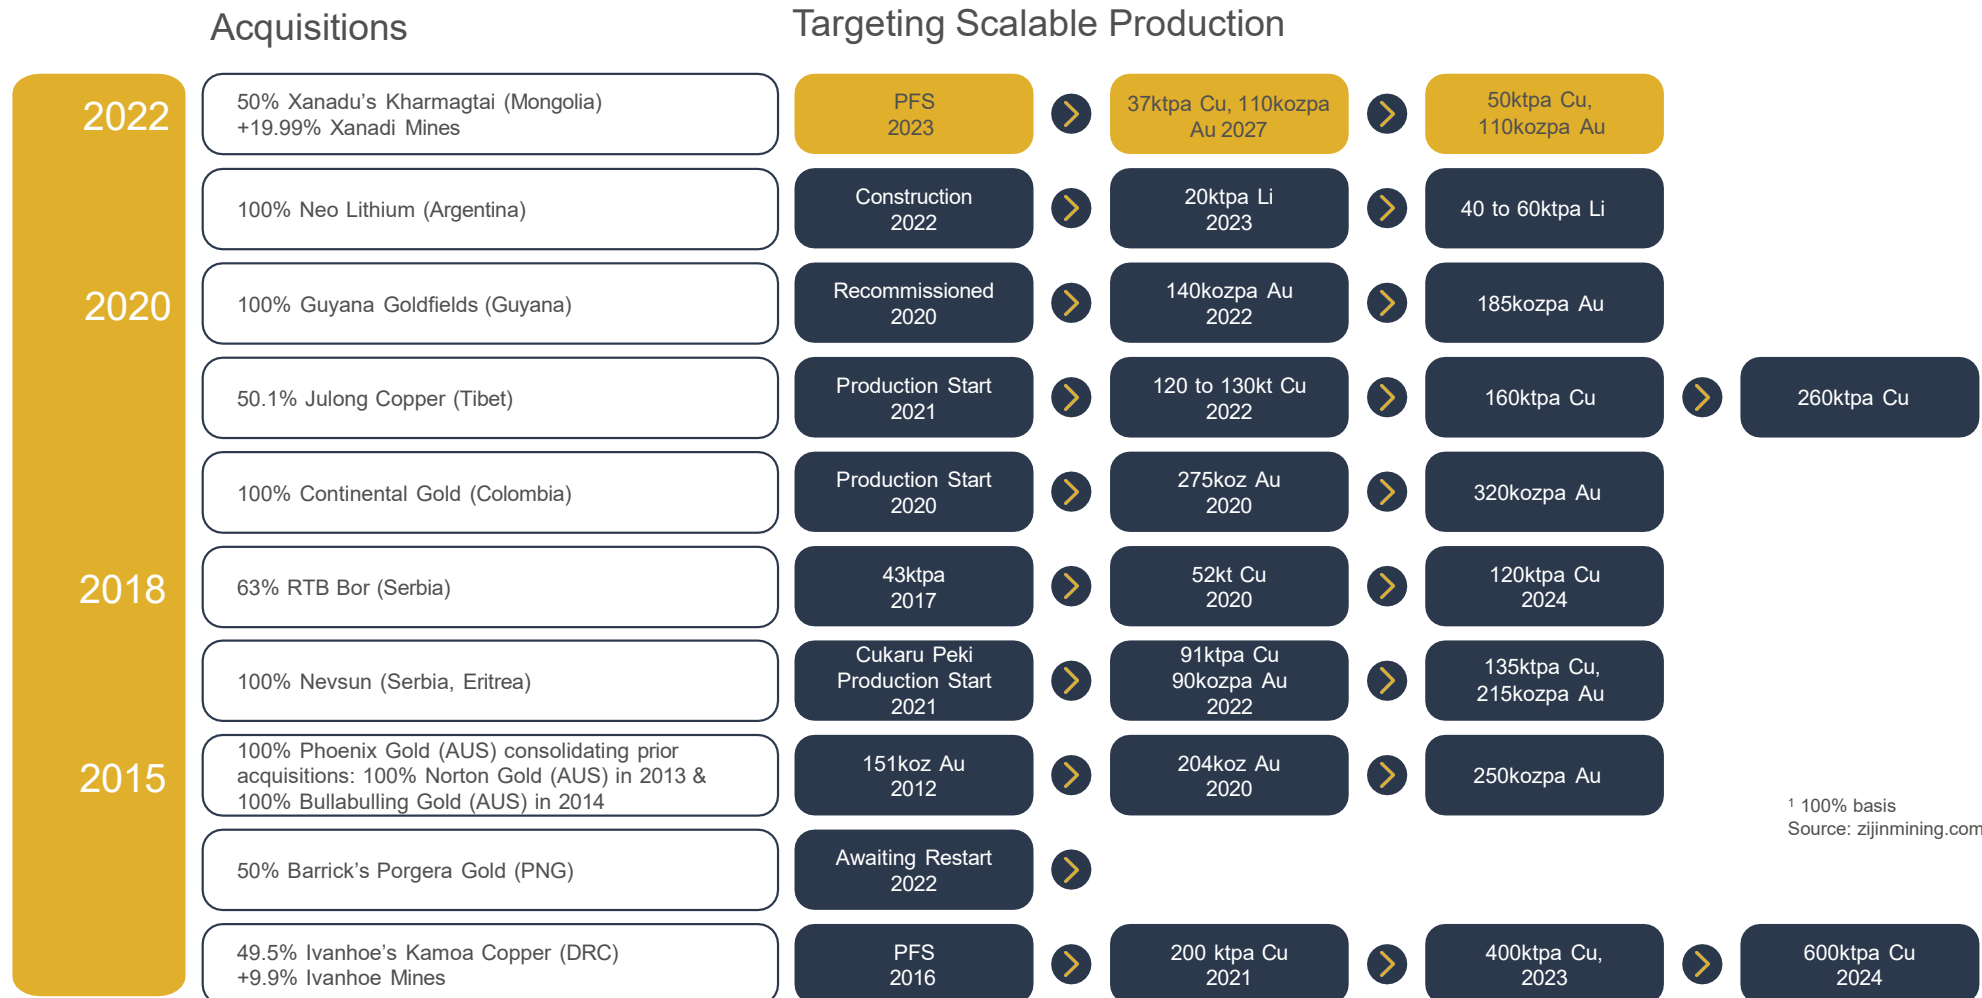 Acquisitions
Targeting Scalable Production
2022
50% Xanadu's Kharmagtai (Mongolia)
+19.99% Xanadi Mines
PFS
2023
37ktpa Cu, 110kozpa
Au 2027
50ktpa Cu,
110kozpa Au
100% Neo Lithium (Argentina)
Construction
2022
20ktpa Li
2023
40 to 60ktpa Li
2020
100% Guyana Goldfields (Guyana)
Recommissioned
2020
140kozpa Au
2022
185kozpa Au
50.1% Julong Copper (Tibet)
Production Start
2021
120 to 130kt Cu
2022
160ktpa Cu
260ktpa Cu
100% Continental Gold (Colombia)
Production Start
2020
275koz Au
2020
320kozpa Au
2018
63% RTB Bor (Serbia)
43ktpa
2017
52kt Cu
2020
120ktpa Cu
2024
100% Nevsun (Serbia, Eritrea)
Cukaru Peki
Production Start
2021
91ktpa Cu
90kozpa Au
2022
135ktpa Cu,
215kozpa Au
2015
100% Phoenix Gold (AUS) consolidating prior
acquisitions: 100% Norton Gold (AUS) in 2013 &
100% Bullabulling Gold (AUS) in 2014
151koz Au
2012
204koz Au
2020
250kozpa Au
¹ 100% basis
Source: zijinmining.com
50% Barrick's Porgera Gold (PNG)
Awaiting Restart
2022
49.5% Ivanhoe's Kamoa Copper (DRC)
+9.9% Ivanhoe Mines
PFS
2016
200 ktpa Cu
2021
400ktpa Cu,
2023
600ktpa Cu
2024